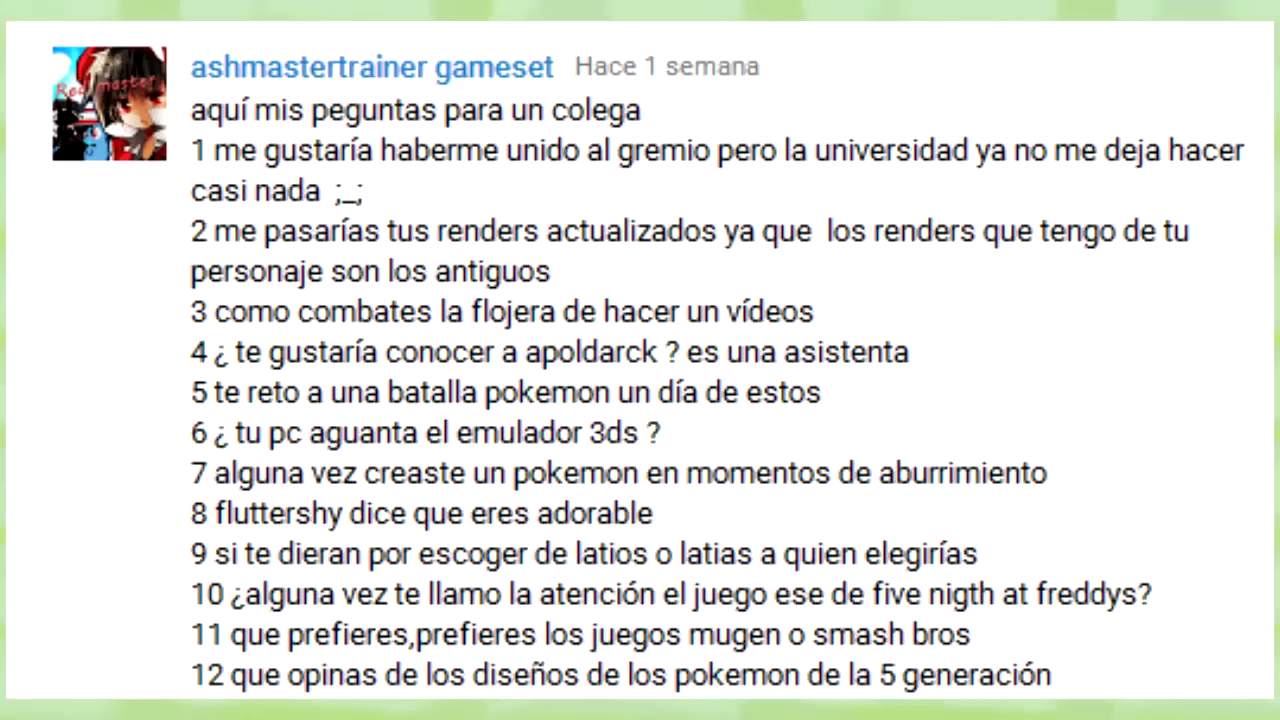 Red master
ashmastertrainer gameset Hace 1 semana
aquí mis peguntas para un colega
1 me gustaría haberme unido al gremio pero la universidad ya no me deja hacer
casi nada ;_;
2 me pasarías tus renders actualizados ya que los renders que tengo de tu
personaje son los antiguos
3 como combates la flojera de hacer un vídeos
4 ¿ te gustaría conocer a apoldarck ? es una asistenta
5 te reto a una batalla pokemon un día de estos
6 ¿ tu pc aguanta el emulador 3ds ?
7 alguna vez creaste un pokemon en momentos de aburrimiento
8 fluttershy dice que eres adorable
9 si te dieran por escoger de latios o latias a quien elegirías
10 ¿alguna vez te llamo la atención el juego ese de five nigth at freddys?
11 que prefieres,prefieres los juegos mugen o smash bros
12 que opinas de los diseños de los pokemon de la 5 generación